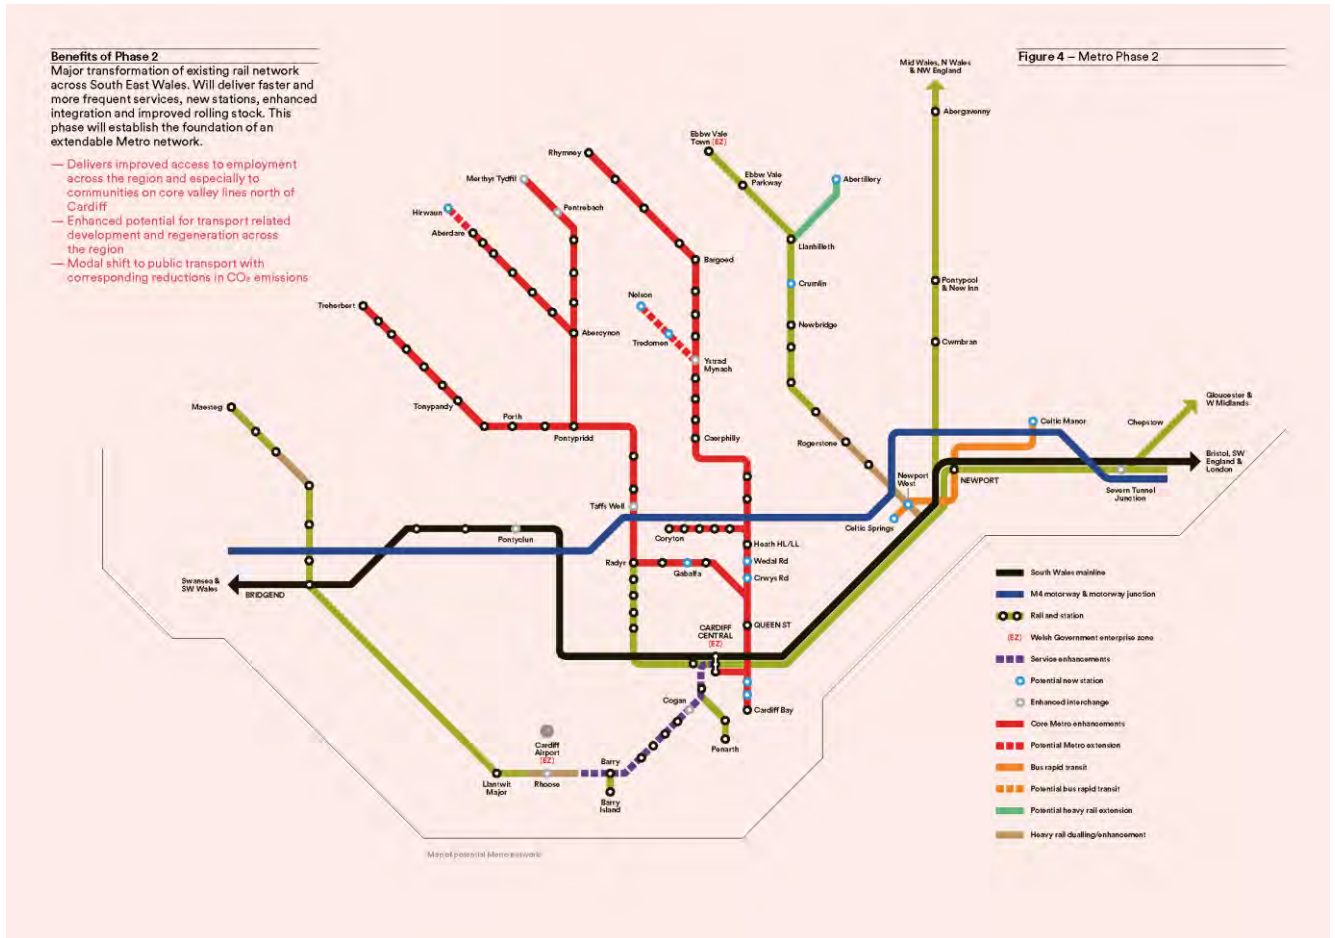 Benefits of Phase 2
Major transformation of existing rail network
across South East Wales. Will deliver faster and
more frequent services, new stations, enhanced
integration and improved rolling stock. This
phase will establish the foundation of an
extendable Metro network.
— Delivers improved access to employment
across the region and especially to
communities on core valley lines north of
Cardiff
— Enhanced potential for transport related
development and regeneration across
the region
— Modal shift to public transport with
corresponding reductions in CO₂ emissions
Figure 4 – Metro Phase 2
Mid Wales, N Wales
& NW England
Abergavenny
Ebbw Vale
Town (EZ)
Rhymney
Ebbw Vale
Parkway
Abertillery
Merthyr Tydfil
Pentrebach
Hirwaun
Aberdare
Llanhilleth
Bargoed
Pontypool
& New Inn
Crumlin
Nelson
Treherbert
Newbridge
Abercynon
Tredomen
Cwmbran
Ystrad
Mynach
Maesteg
Tonypandy
Porth
Pontypridd
Caerphilly
Rogerstone
Celtic Manor
Chepstow
Gloucester &
W Midlands
Bristol, SW
England &
London
Newport
West
NEWPORT
Severn Tunnel
Junction
Taffs Well
Celtic Springs
Pontyclun
Coryton
Heath HL/LL
Radyr
Gabalfa
Wedal Rd
Crwys Rd
Swansea &
SW Wales
BRIDGEND
CARDIFF
CENTRAL
(EZ)
QUEEN ST
Cogan
Cardiff Bay
Penarth
Cardiff
Airport
(EZ)
Rhoose
Llantwit
Major
Barry
Barry
Island
South Wales mainline
M4 motorway & motorway junction
Rail and station
(EZ) Welsh Government enterprise zone
Service enhancements
Potential new station
Enhanced interchange
Core Metro enhancements
Potential Metro extension
Bus rapid transit
Potential bus rapid transit
Potential heavy rail extension
Heavy rail dualling/enhancement
Map of potential Metro network